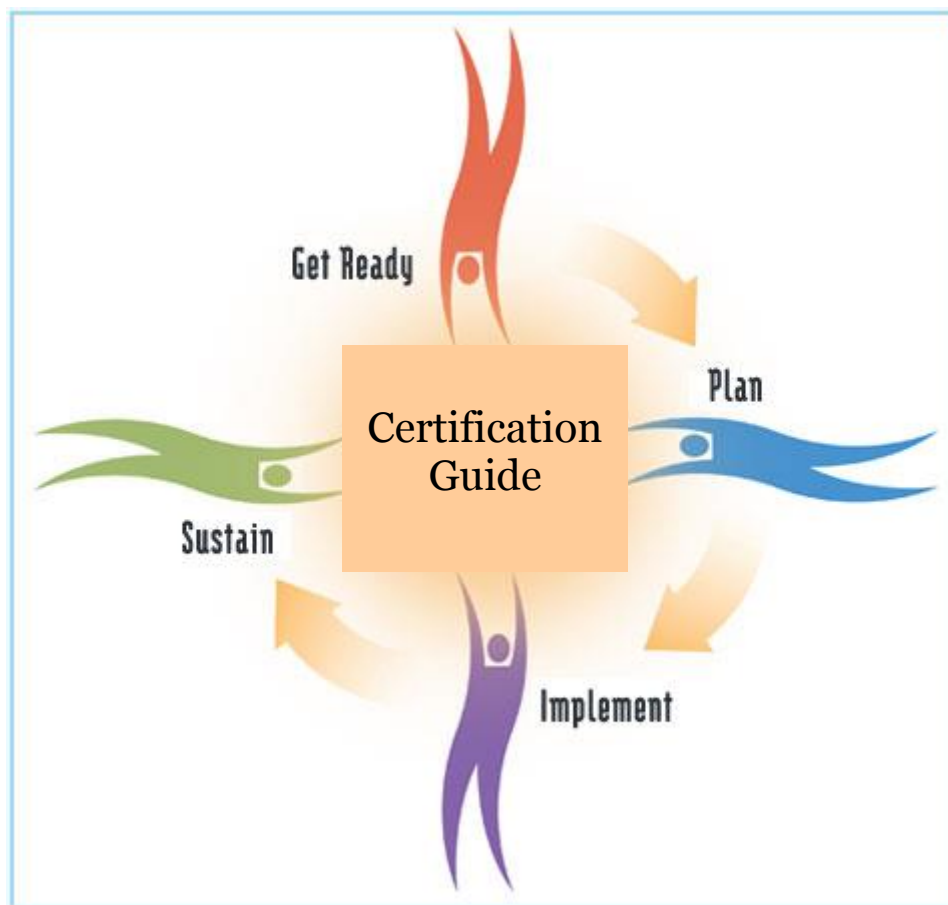 Get Ready
Plan
Certification
Guide
Sustain
Implement